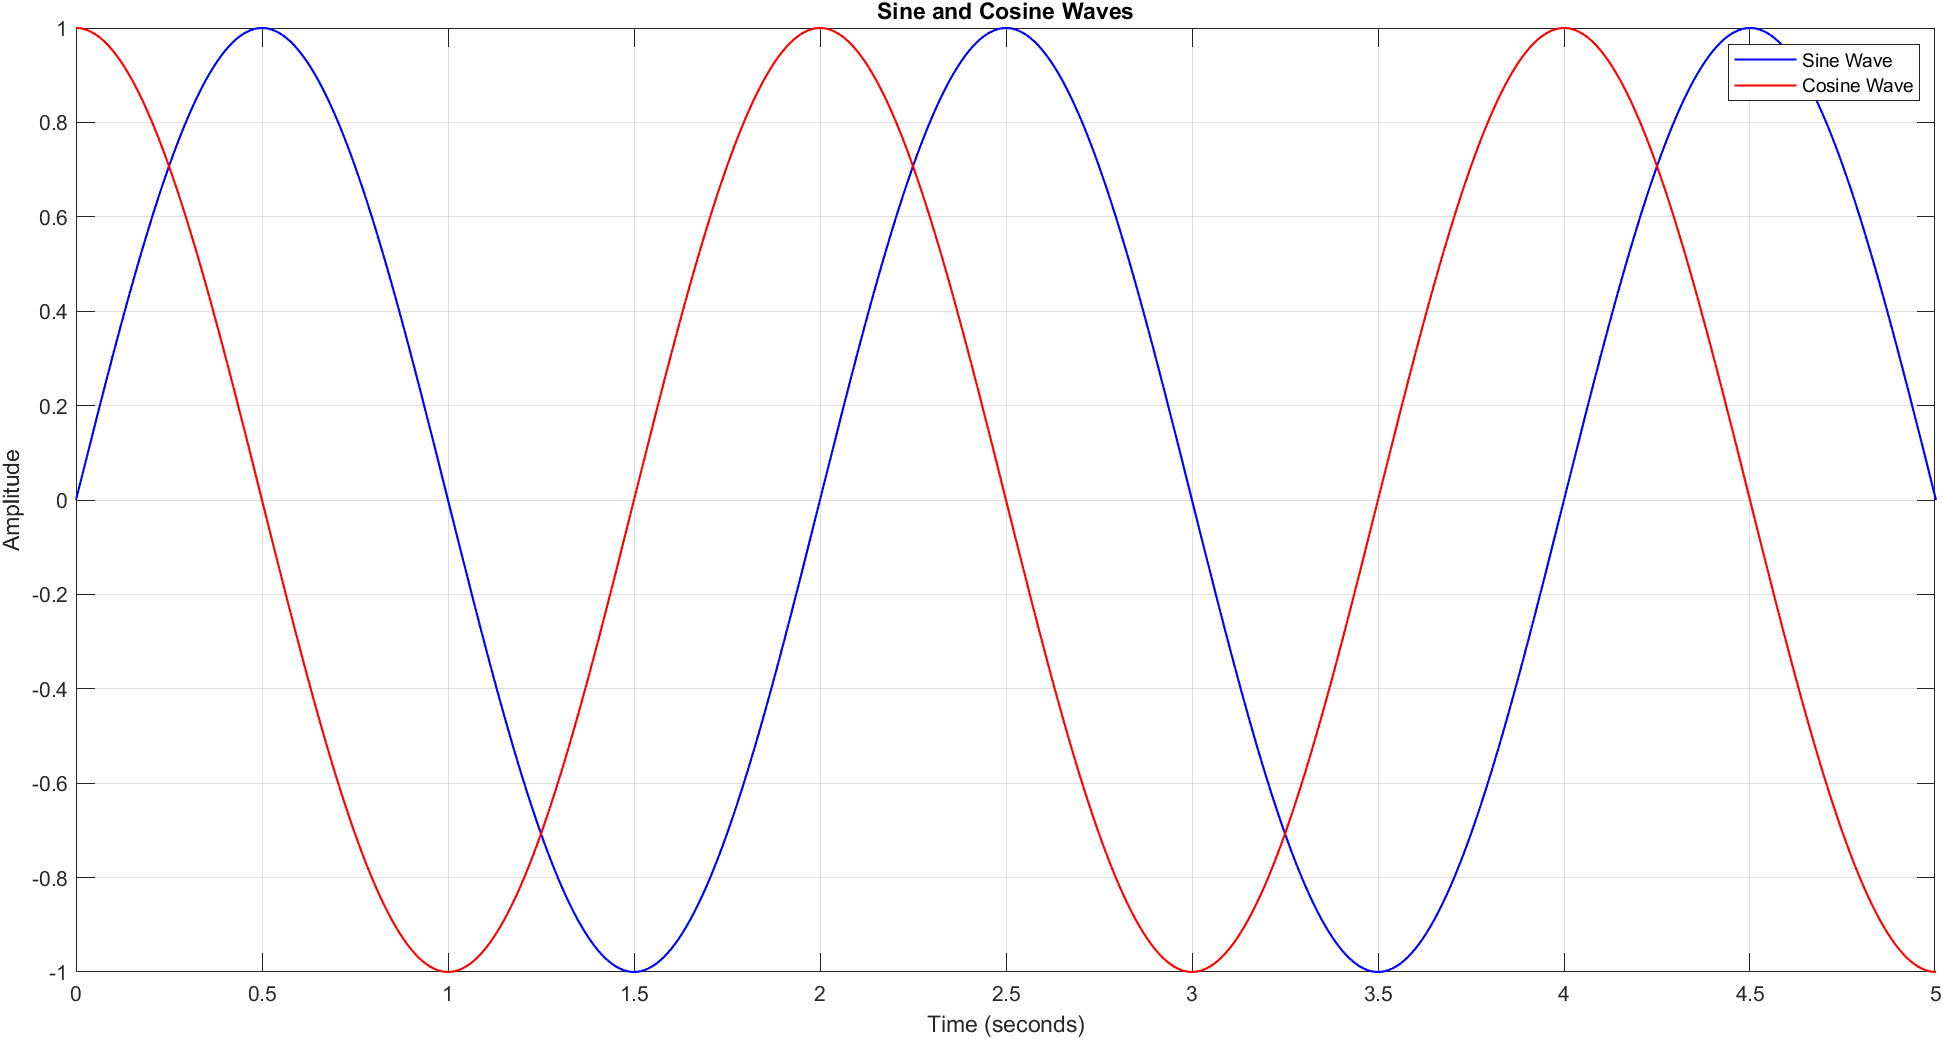 Sine and Cosine Waves
Sine Wave
Cosine Wave
Amplitude
1
0.8
0.6
0.4
0.2
0
-0.2
-0.4
-0.6
-0.8
-1
0 0.5 1 1.5 2 2.5 3 3.5 4 4.5 5
Time (seconds)